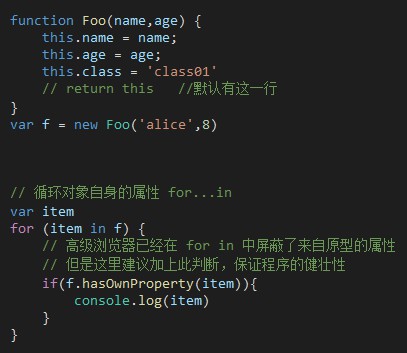 function Foo(name,age) {
    this.name = name;
    this.age = age;
    this.class = 'class01'
    // return this   //默认有这一行
}
var f = new Foo('alice',8)
// 循环对象自身的属性 for...in
var item
for (item in f) {
    // 高级浏览器已经在 for in 中屏蔽了来自原型的属性
    // 但是这里建议加上此判断，保证程序的健壮性
    if(f.hasOwnProperty(item)){
        console.log(item)
    }
}